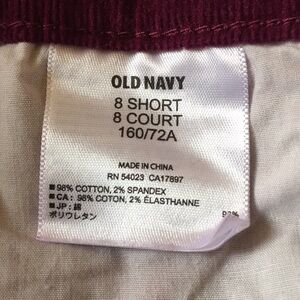 OLD NAVY
8 SHORT
8 COURT
160/72A
MADE IN CHINA
RN 54023 CA17897
■ 98% COTTON, 2% SPANDEX
■ CA : 98% COTON, 2% ÉLASTHANNE
■ JP : 綿
ポリウレタン